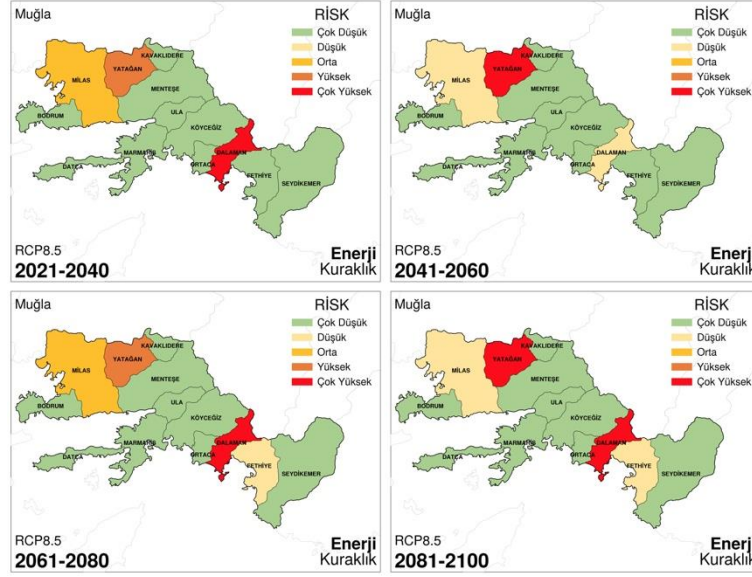 Muğla
RİSK
Çok Düşük
Düşük
Orta
Yüksek
Çok Yüksek
KAVAKLIDERE
YATAĞAN
MİLAS
MENTEŞE
BODRUM
ULA
KÖYCEĞİZ
MARMARİS
DALAMAN
DATÇA
ORTACA
FETHİYE
SEYDİKEMER
RCP8.5
2021-2040
Enerji
Kuraklık
Muğla
RİSK
Çok Düşük
Düşük
Orta
Yüksek
Çok Yüksek
KAVAKLIDERE
YATAĞAN
MİLAS
MENTEŞE
BODRUM
ULA
KÖYCEĞİZ
MARMARİS
DALAMAN
DATÇA
ORTACA
FETHİYE
SEYDİKEMER
RCP8.5
2041-2060
Enerji
Kuraklık
Muğla
RİSK
Çok Düşük
Düşük
Orta
Yüksek
Çok Yüksek
KAVAKLIDERE
YATAĞAN
MİLAS
MENTEŞE
BODRUM
ULA
KÖYCEĞİZ
MARMARİS
DALAMAN
DATÇA
ORTACA
FETHİYE
SEYDİKEMER
RCP8.5
2061-2080
Enerji
Kuraklık
Muğla
RİSK
Çok Düşük
Düşük
Orta
Yüksek
Çok Yüksek
KAVAKLIDERE
YATAĞAN
MİLAS
MENTEŞE
BODRUM
ULA
KÖYCEĞİZ
MARMARİS
DALAMAN
DATÇA
ORTACA
FETHİYE
SEYDİKEMER
RCP8.5
2081-2100
Enerji
Kuraklık